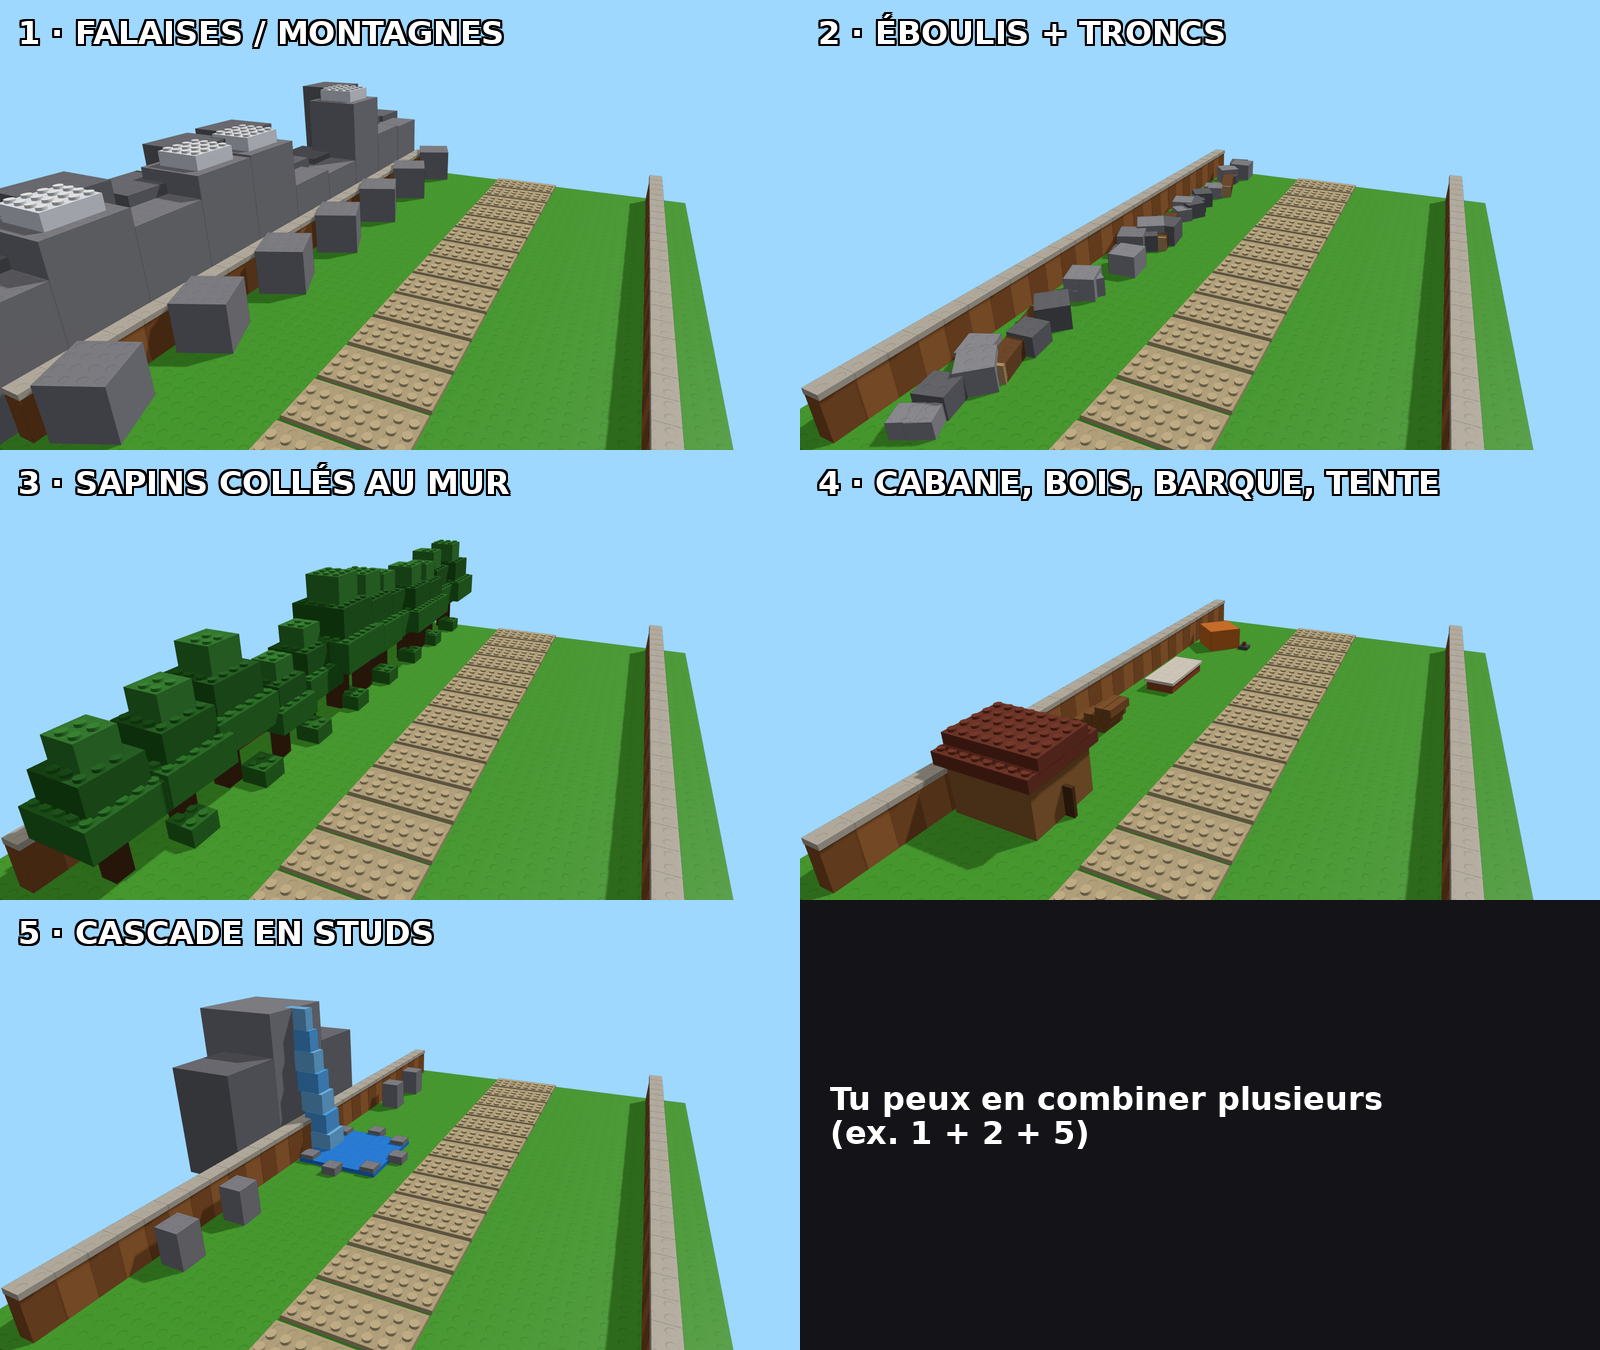 1 · FALAISES / MONTAGNES
2 · ÉBOULIS + TRONCS
3 · SAPINS COLLÉS AU MUR
4 · CABANE, BOIS, BARQUE, TENTE
5 · CASCADE EN STUDS
Tu peux en combiner plusieurs
(ex. 1 + 2 + 5)